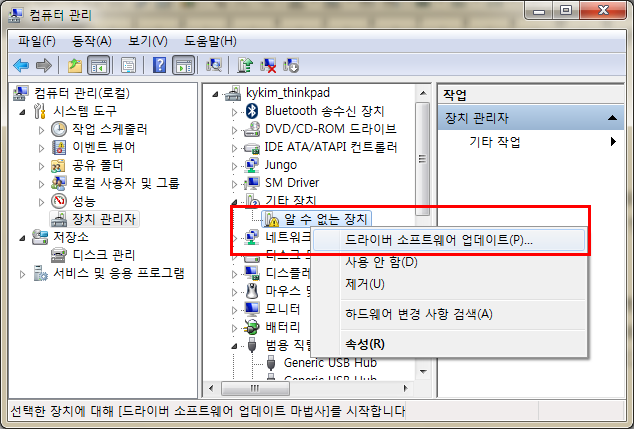 컴퓨터 관리
파일(F) 동작(A) 보기(V) 도움말(H)
컴퓨터 관리(로컬)
시스템 도구
작업 스케줄러
이벤트 뷰어
공유 폴더
로컬 사용자 및 그룹
성능
장치 관리자
저장소
디스크 관리
서비스 및 응용 프로그램
kykim_thinkpad
Bluetooth 송수신 장치
DVD/CD-ROM 드라이브
IDE ATA/ATAPI 컨트롤러
Jungo
SM Driver
기타 장치
알 수 없는 장치
네트워크
디스크
디스플레
마우스 및
모니터
배터리
범용 직렬
Generic USB Hub
Generic USB Hub
드라이버 소프트웨어 업데이트(P)...
사용 안 함(D)
제거(U)
하드웨어 변경 사항 검색(A)
속성(R)
작업
장치 관리자
기타 작업
선택한 장치에 대해 [드라이버 소프트웨어 업데이트 마법사]를 시작합니다